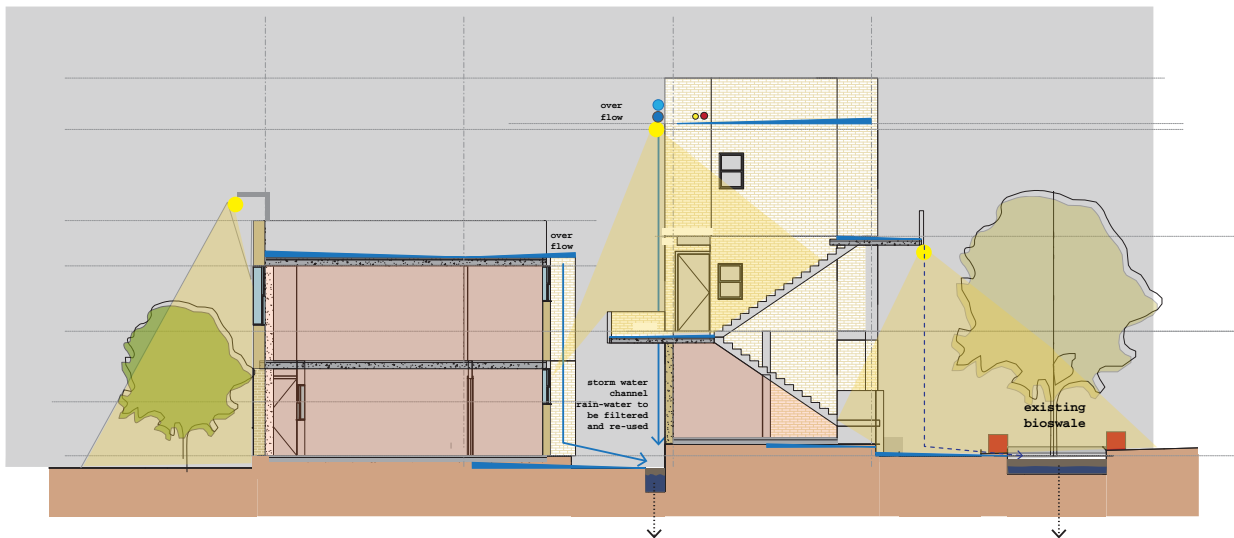 over
flow
over
flow
storm water
channel
rain-water to
be filtered
and re-used
existing
bioswale